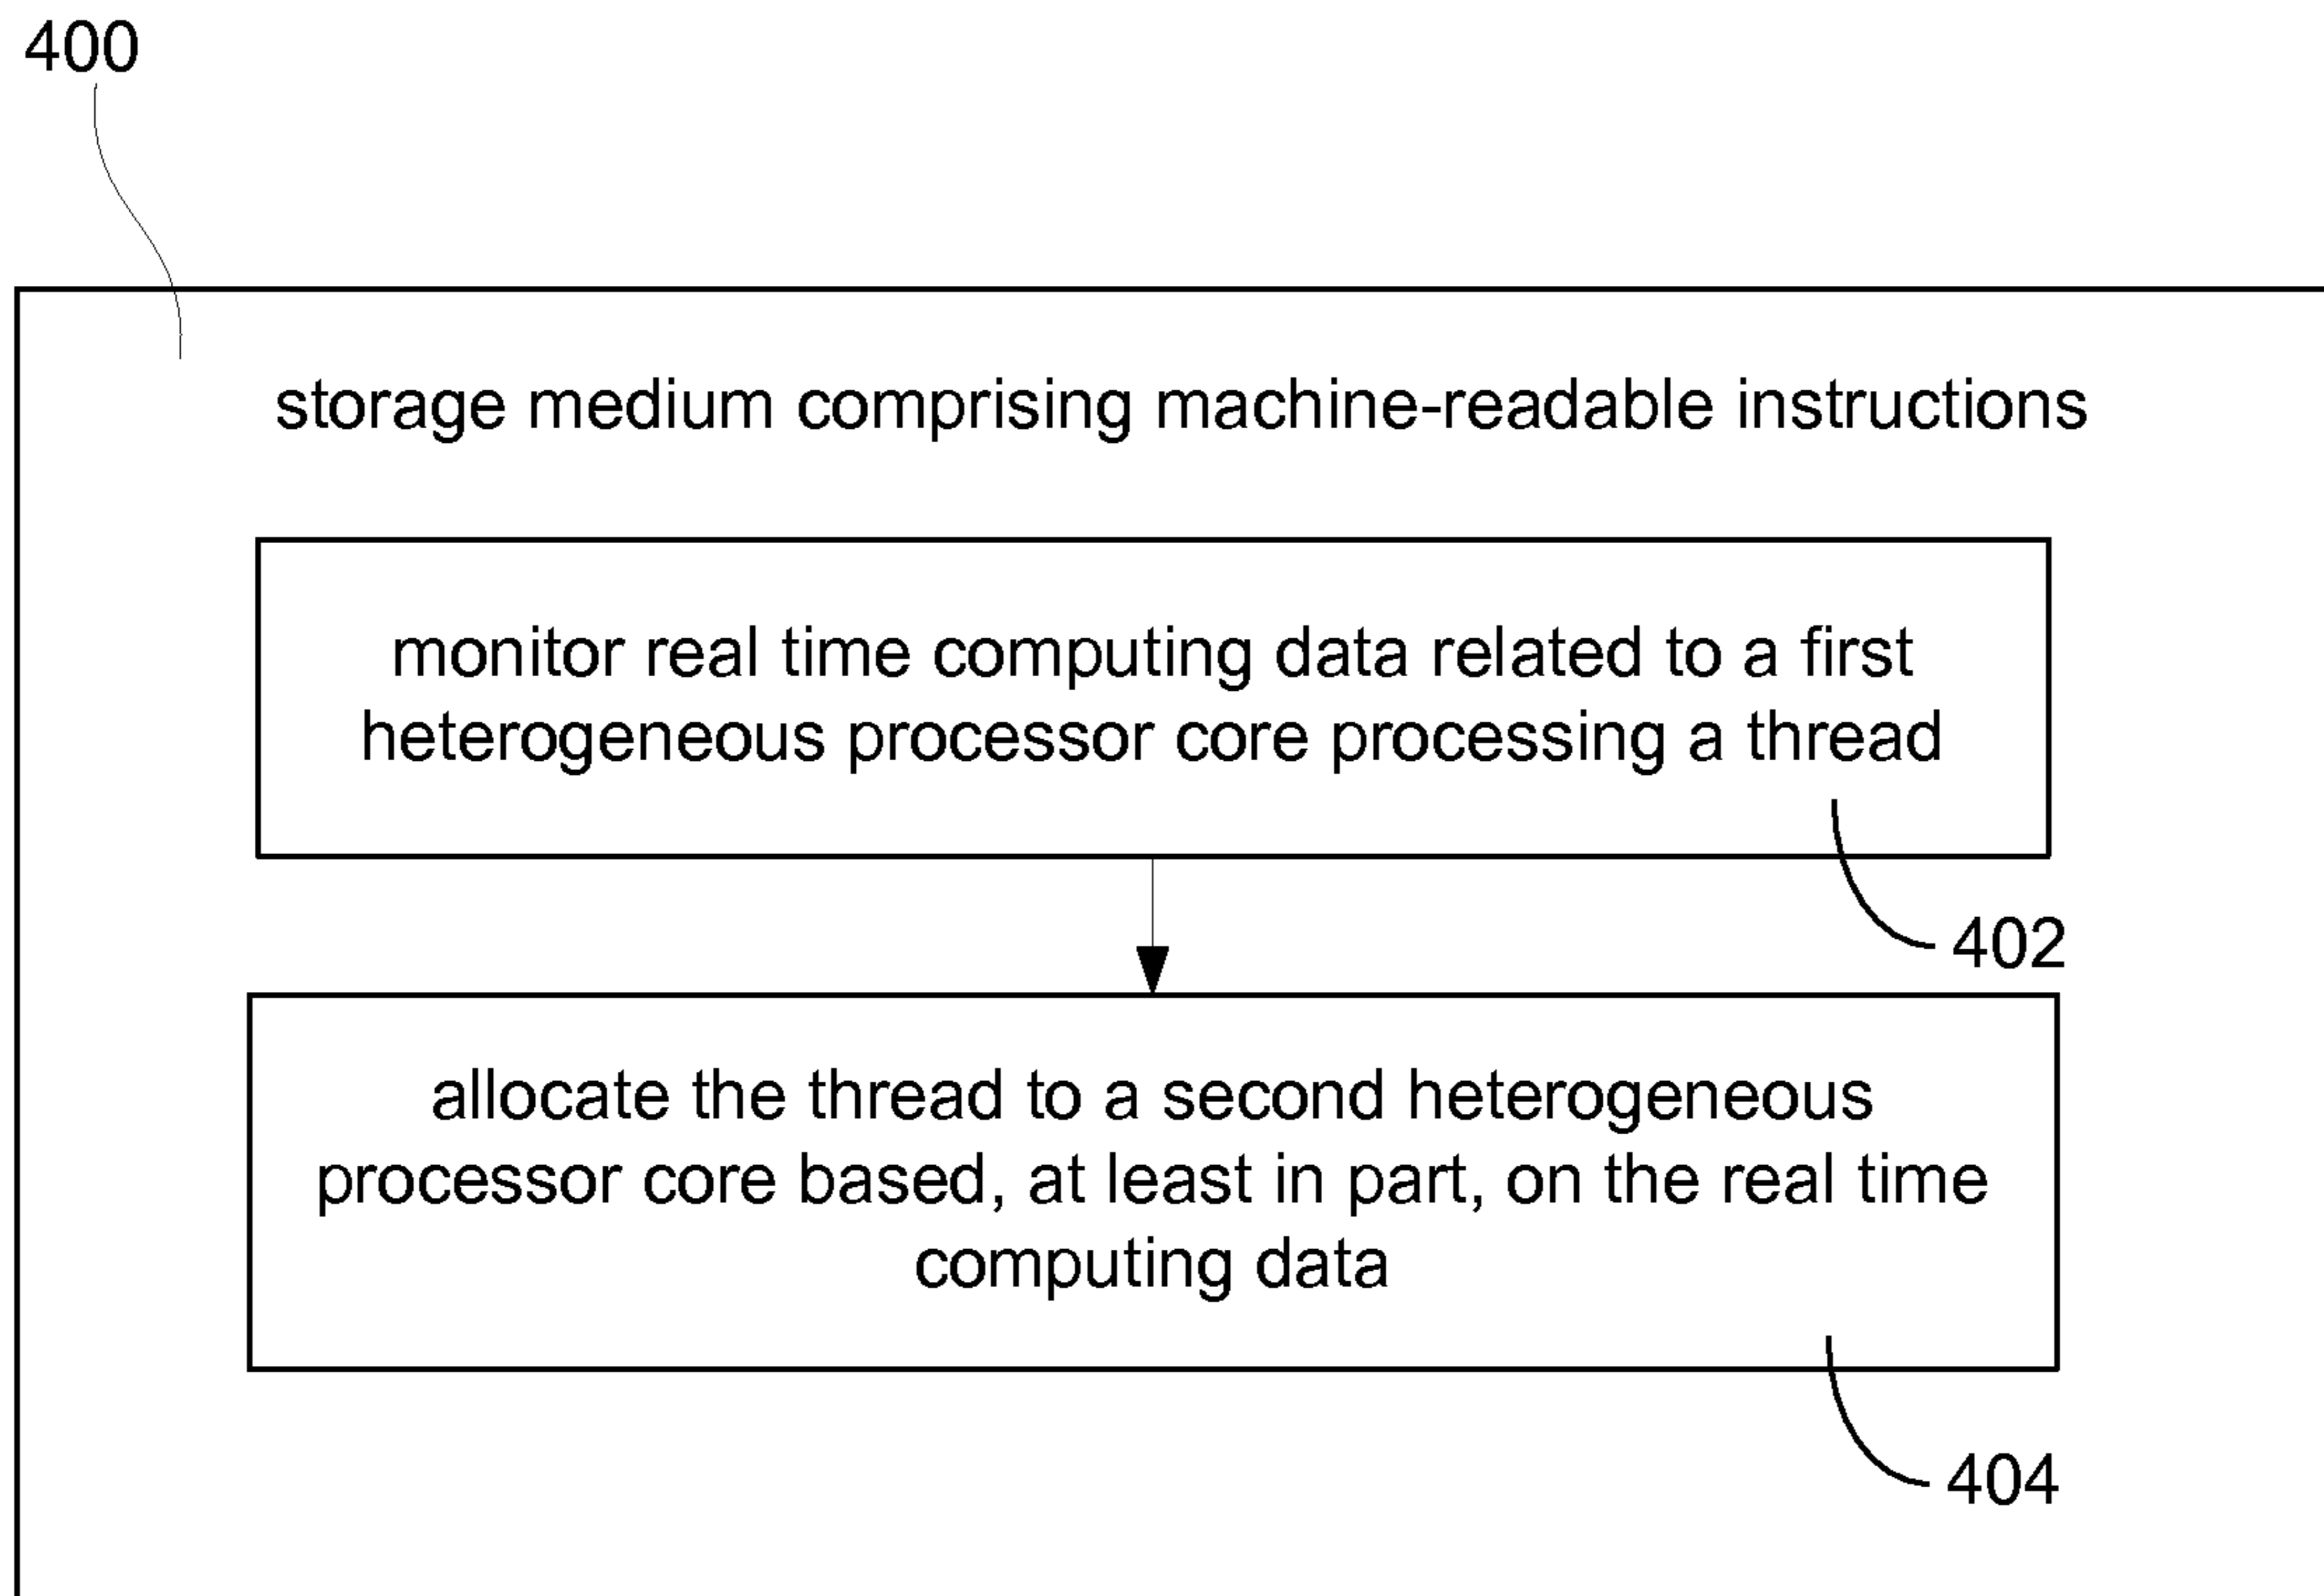 400
storage medium comprising machine-readable instructions
monitor real time computing data related to a first
heterogeneous processor core processing a thread
402
allocate the thread to a second heterogeneous
processor core based, at least in part, on the real time
computing data
404